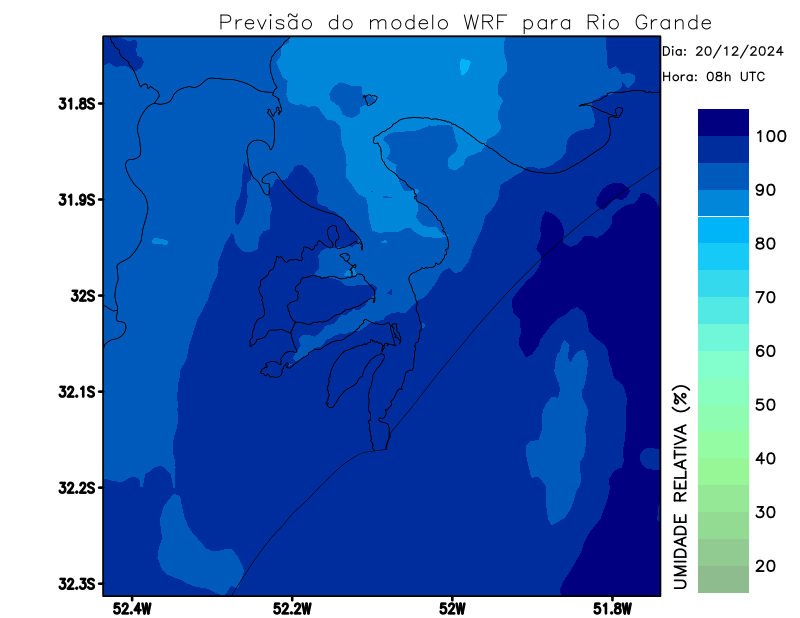 Previsão do modelo WRF para Rio Grande
Dia: 20/12/2024
Hora: 08h UTC
31.8S
31.9S
32S
32.1S
32.2S
32.3S
52.4W
52.2W
52W
51.8W
100
90
80
70
60
50
40
30
20
UMIDADE RELATIVA (%)